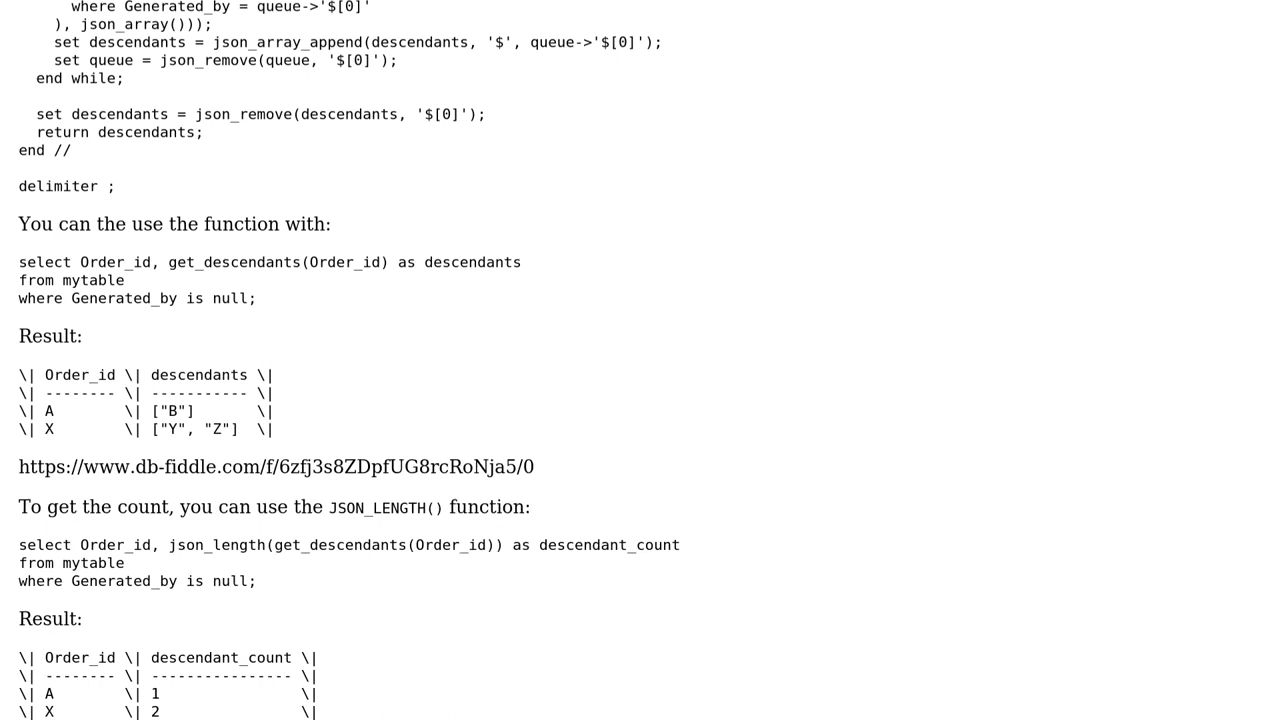 where Generated_by = queue->'$[0]'
), json_array()));
set descendants = json_array_append(descendants, '$', queue->'$[0]');
set queue = json_remove(queue, '$[0]');
end while;
set descendants = json_remove(descendants, '$[0]');
return descendants;
end //
delimiter ;
You can the use the function with:
select Order_id, get_descendants(Order_id) as descendants
from mytable
where Generated_by is null;
Result:
\| Order_id \| descendants \|
\| -------- \| ----------- \|
\| A        \| ["B"]       \|
\| X        \| ["Y", "Z"]  \|
https://www.db-fiddle.com/f/6zfj3s8ZDpfUG8rcRoNja5/0
To get the count, you can use the JSON_LENGTH() function:
select Order_id, json_length(get_descendants(Order_id)) as descendant_count
from mytable
where Generated_by is null;
Result:
\| Order_id \| descendant_count \|
\| -------- \| ---------------- \|
\| A        \| 1                \|
\| X        \| 2                \|